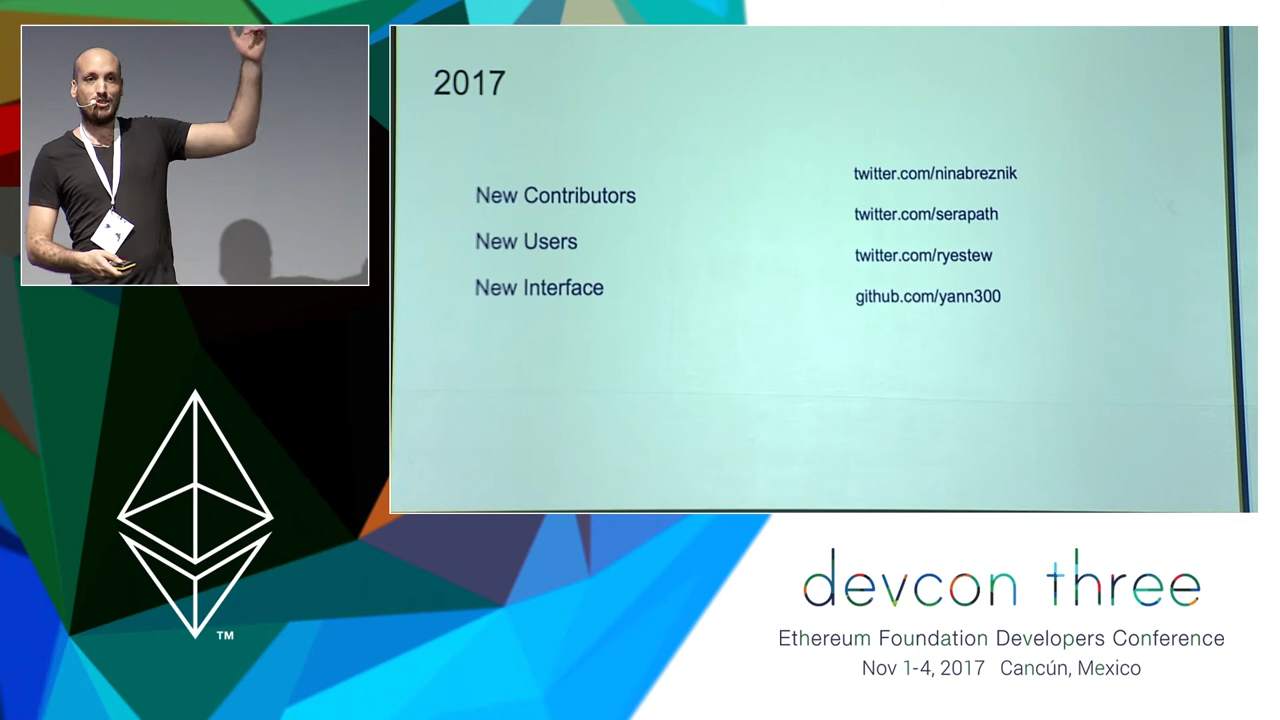 2017
New Contributors
New Users
New Interface
twitter.com/ninabreznik
twitter.com/serapath
twitter.com/ryestew
github.com/yann300
TM
devcon three
Ethereum Foundation Developers Conference
Nov 1-4, 2017 Cancún, Mexico